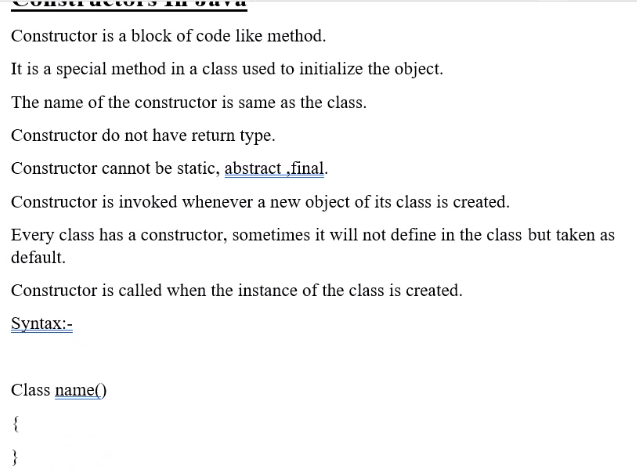 Constructors in Java
Constructor is a block of code like method.
It is a special method in a class used to initialize the object.
The name of the constructor is same as the class.
Constructor do not have return type.
Constructor cannot be static, abstract ,final.
Constructor is invoked whenever a new object of its class is created.
Every class has a constructor, sometimes it will not define in the class but taken as
default.
Constructor is called when the instance of the class is created.
Syntax:-
Class name()
{
}